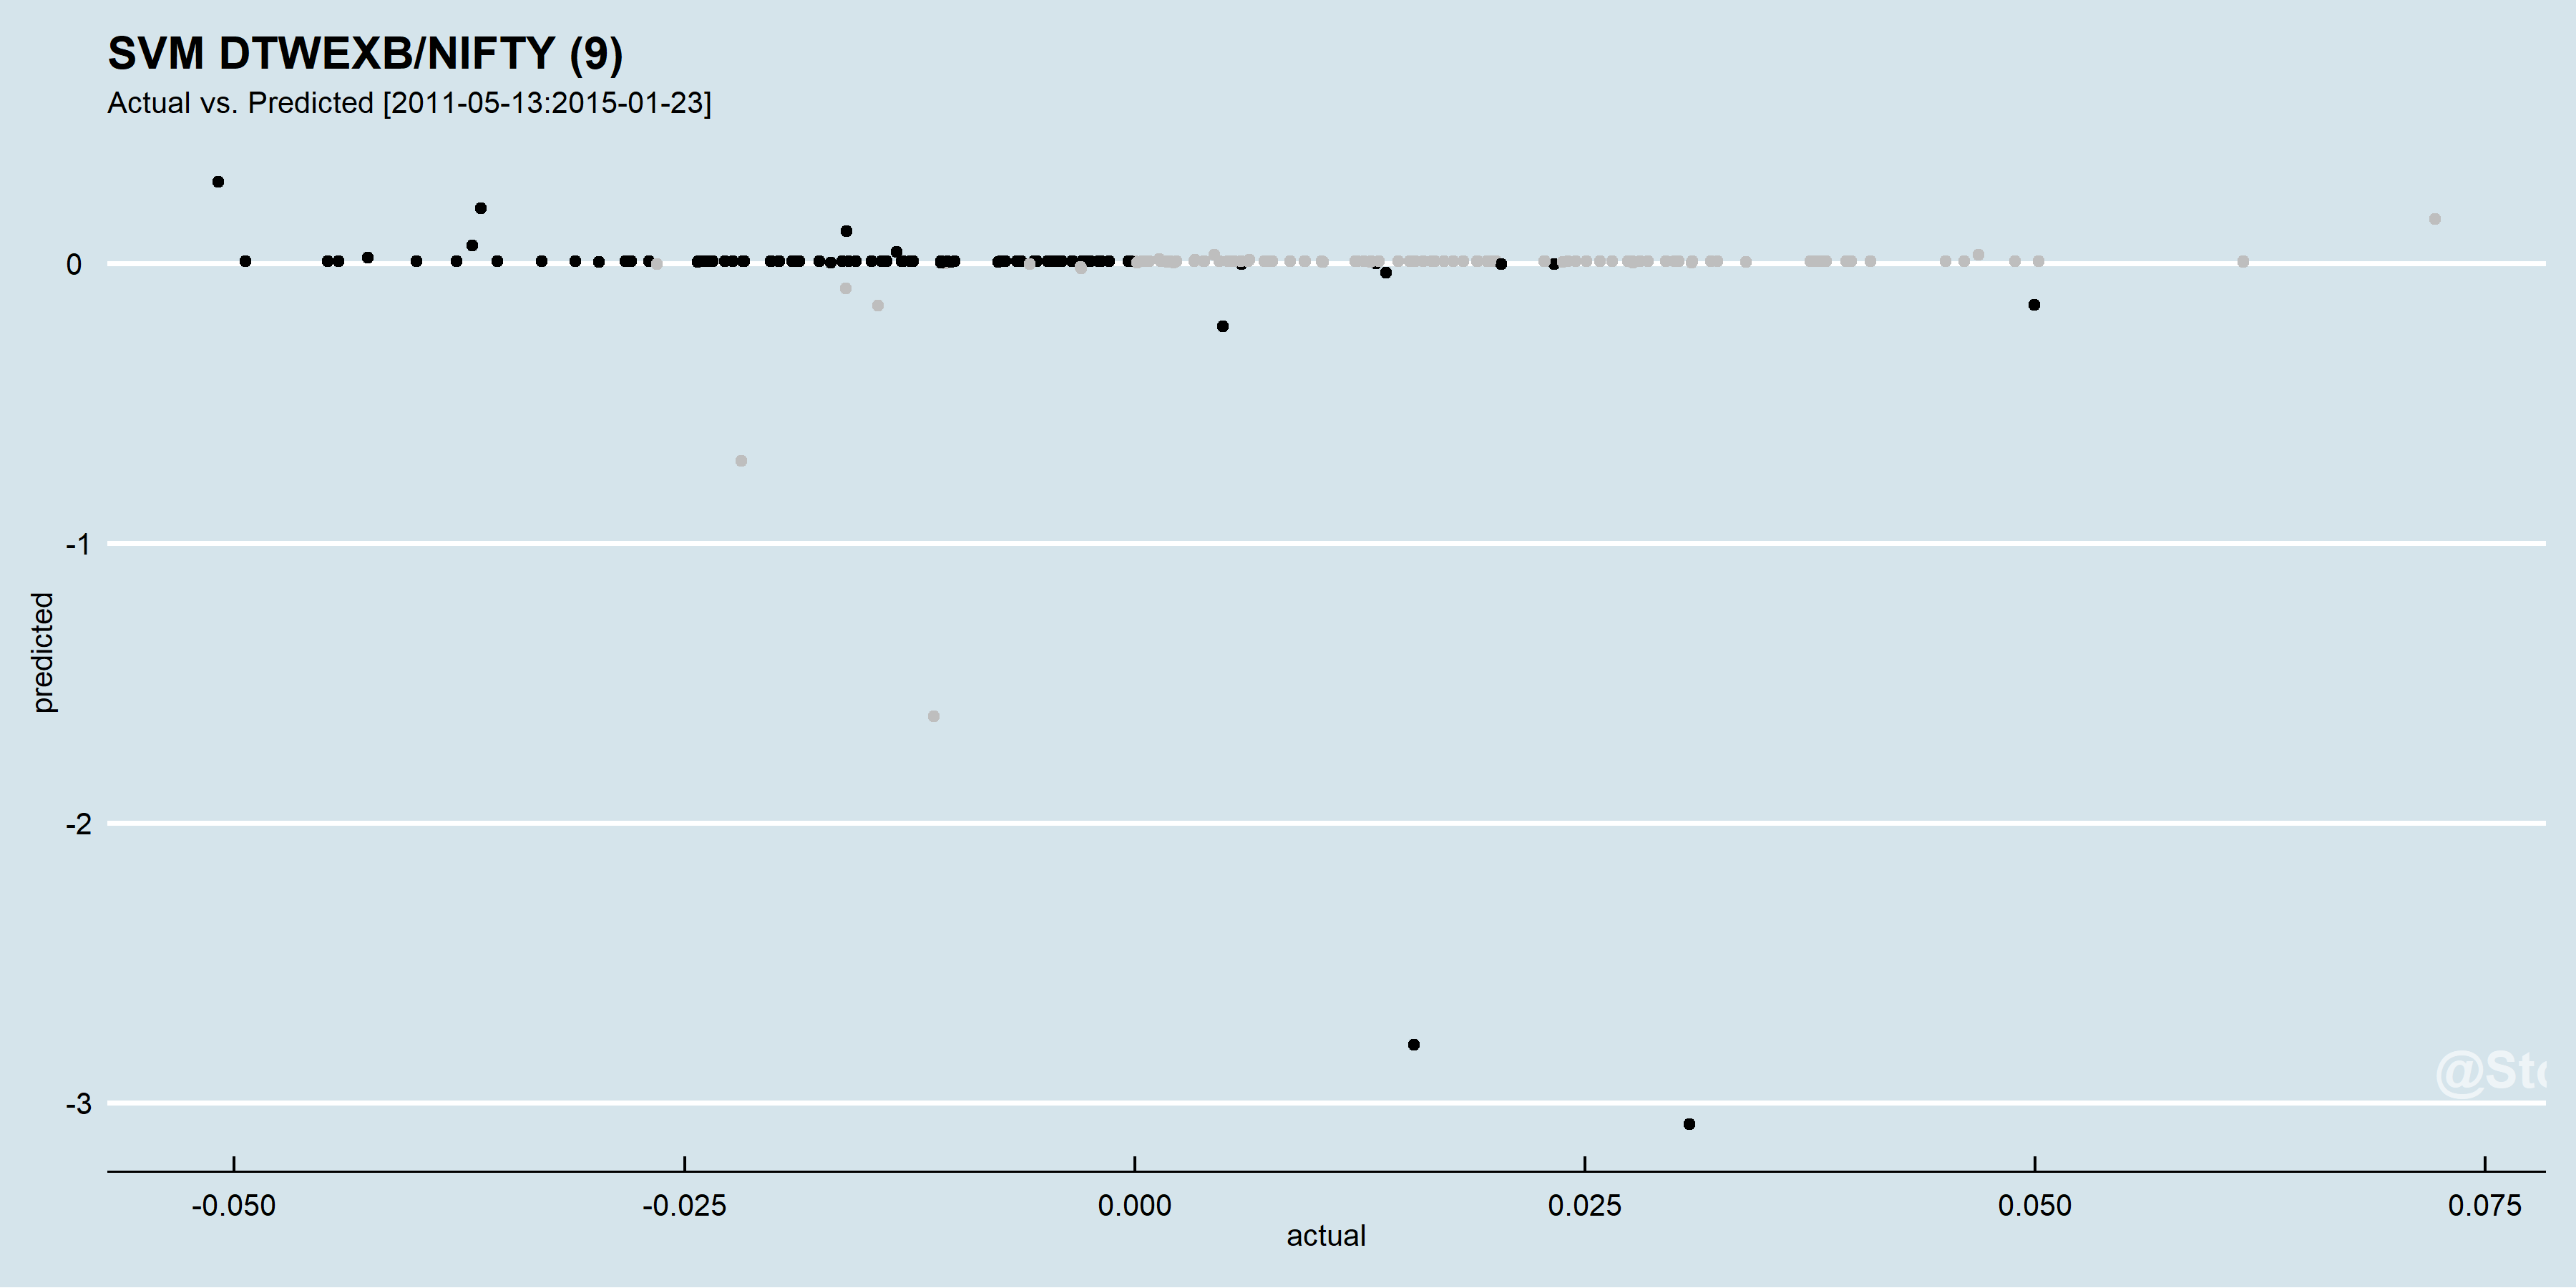 SVM DTWEXB/NIFTY (9)
Actual vs. Predicted [2011-05-13:2015-01-23]
0
-1
-2
-3
predicted
-0.050 -0.025 0.000 0.025 0.050 0.075
actual